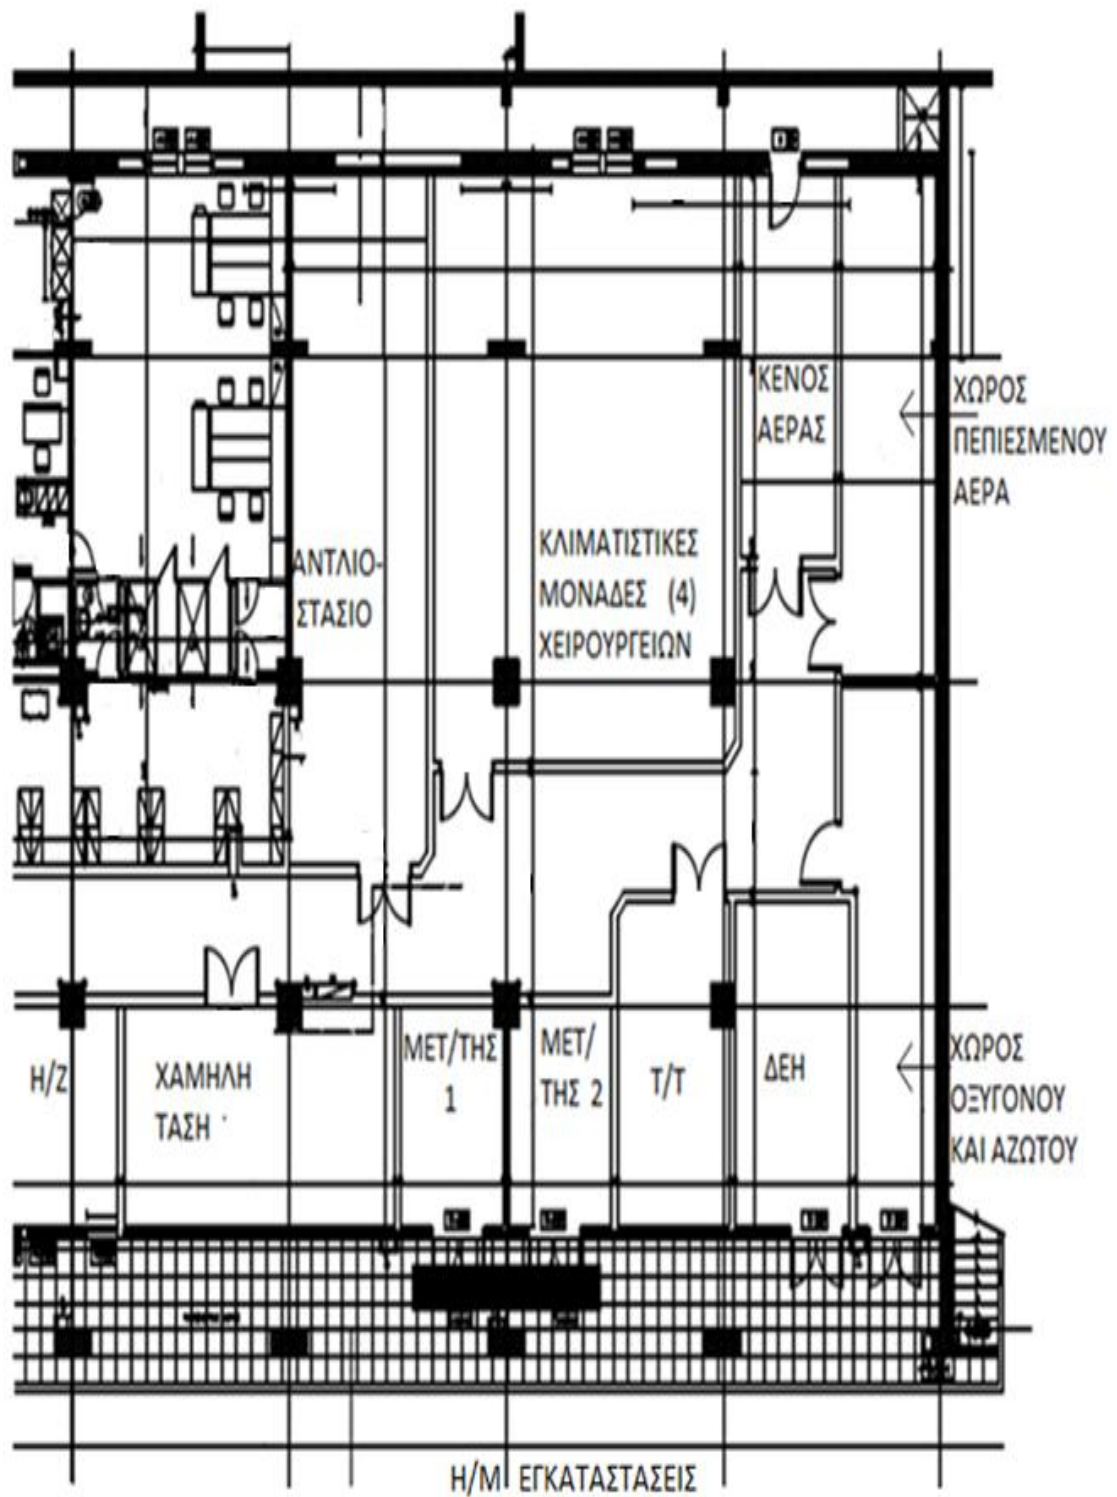 ΚΕΝΟΣ
ΑΕΡΑΣ
ΧΩΡΟΣ
ΠΕΠΙΕΣΜΕΝΟΥ
ΑΕΡΑ
ΑΝΤΛΙΟ-
ΣΤΑΣΙΟ
ΚΛΙΜΑΤΙΣΤΙΚΕΣ
ΜΟΝΑΔΕΣ (4)
ΧΕΙΡΟΥΡΓΕΙΩΝ
Η/Ζ
ΧΑΜΗΛΗ
ΤΑΣΗ
ΜΕΤ/ΤΗΣ
1
ΜΕΤ/
ΤΗΣ 2
Τ/Τ
ΔΕΗ
ΧΩΡΟΣ
ΟΞΥΓΟΝΟΥ
ΚΑΙ ΑΖΩΤΟΥ
Η/Μ ΕΓΚΑΤΑΣΤΑΣΕΙΣ